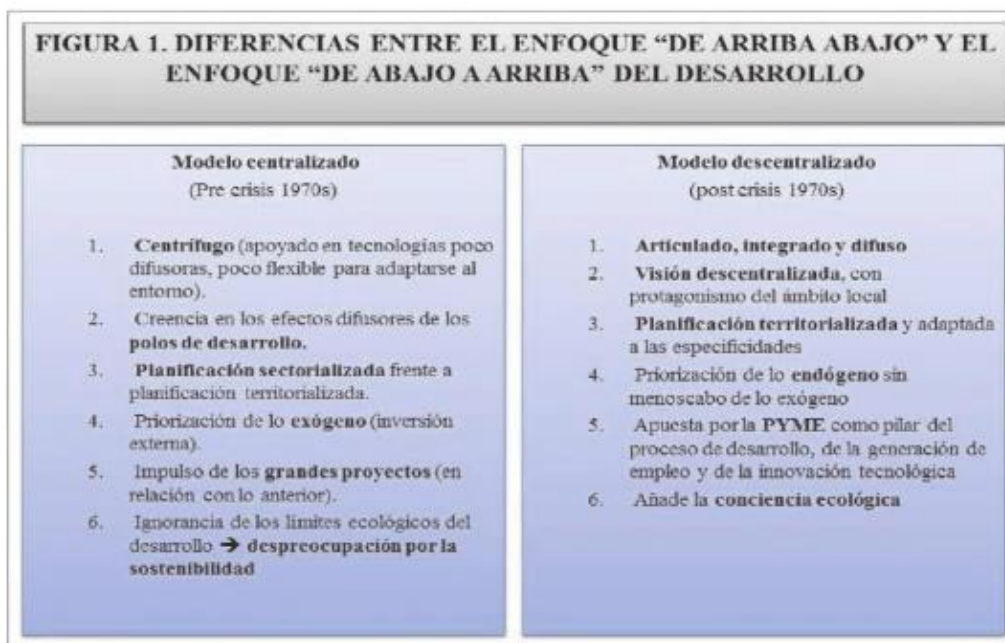 FIGURA 1. DIFERENCIAS ENTRE EL ENFOQUE “DE ARRIBA ABAJO” Y EL
ENFOQUE “DE ABAJO A ARRIBA” DEL DESARROLLO
Modelo centralizado
(Pre crisis 1970s)
1. Centrífugo (apoyado en tecnologías poco
difusoras, poco flexible para adaptarse al
entorno).
2. Creencia en los efectos difusores de los
polos de desarrollo.
3. Planificación sectorializada frente a
planificación territorializada.
4. Priorización de lo exógeno (inversión
externa).
5. Impulso de los grandes proyectos (en
relación con lo anterior).
6. Ignorancia de los límites ecológicos del
desarrollo ➔ despreocupación por la
sostenibilidad
Modelo descentralizado
(post crisis 1970s)
1. Articulado, integrado y difuso
2. Visión descentralizada, con
protagonismo del ámbito local
3. Planificación territorializada y adaptada
a las especificidades
4. Priorización de lo endógeno sin
menoscabo de lo exógeno
5. Apuesta por la PYME como pilar del
proceso de desarrollo, de la generación de
empleo y de la innovación tecnológica
6. Añade la conciencia ecológica